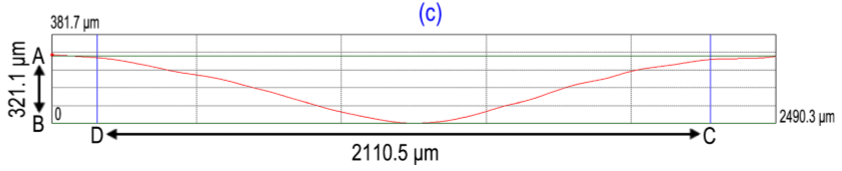 (c)
381.7 µm
A
321.1 µm
B
0
2490.3 µm
D
C
2110.5 µm